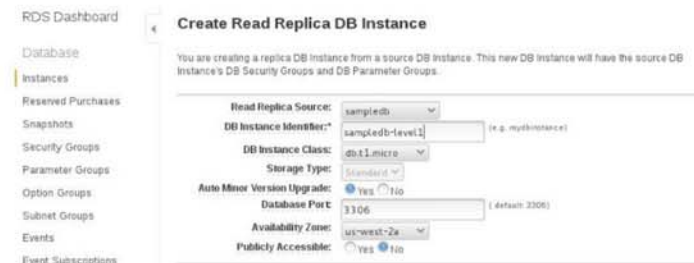 RDS Dashboard
Database
Instances
Reserved Purchases
Snapshots
Security Groups
Parameter Groups
Option Groups
Subnet Groups
Events
Event Subscriptions
Create Read Replica DB Instance
You are creating a replica DB Instance from a source DB Instance. This new DB Instance will have the source DB
Instance's DB Security Groups and DB Parameter Groups.
Read Replica Source: sampledb
DB Instance Identifier:* sampledb-level1 (e.g. mydbinstance)
DB Instance Class: db.t1.micro
Storage Type: Standard
Auto Minor Version Upgrade: Yes No
Database Port: 3306 ( default: 3306)
Availability Zone: us-west-2a
Publicly Accessible: Yes No